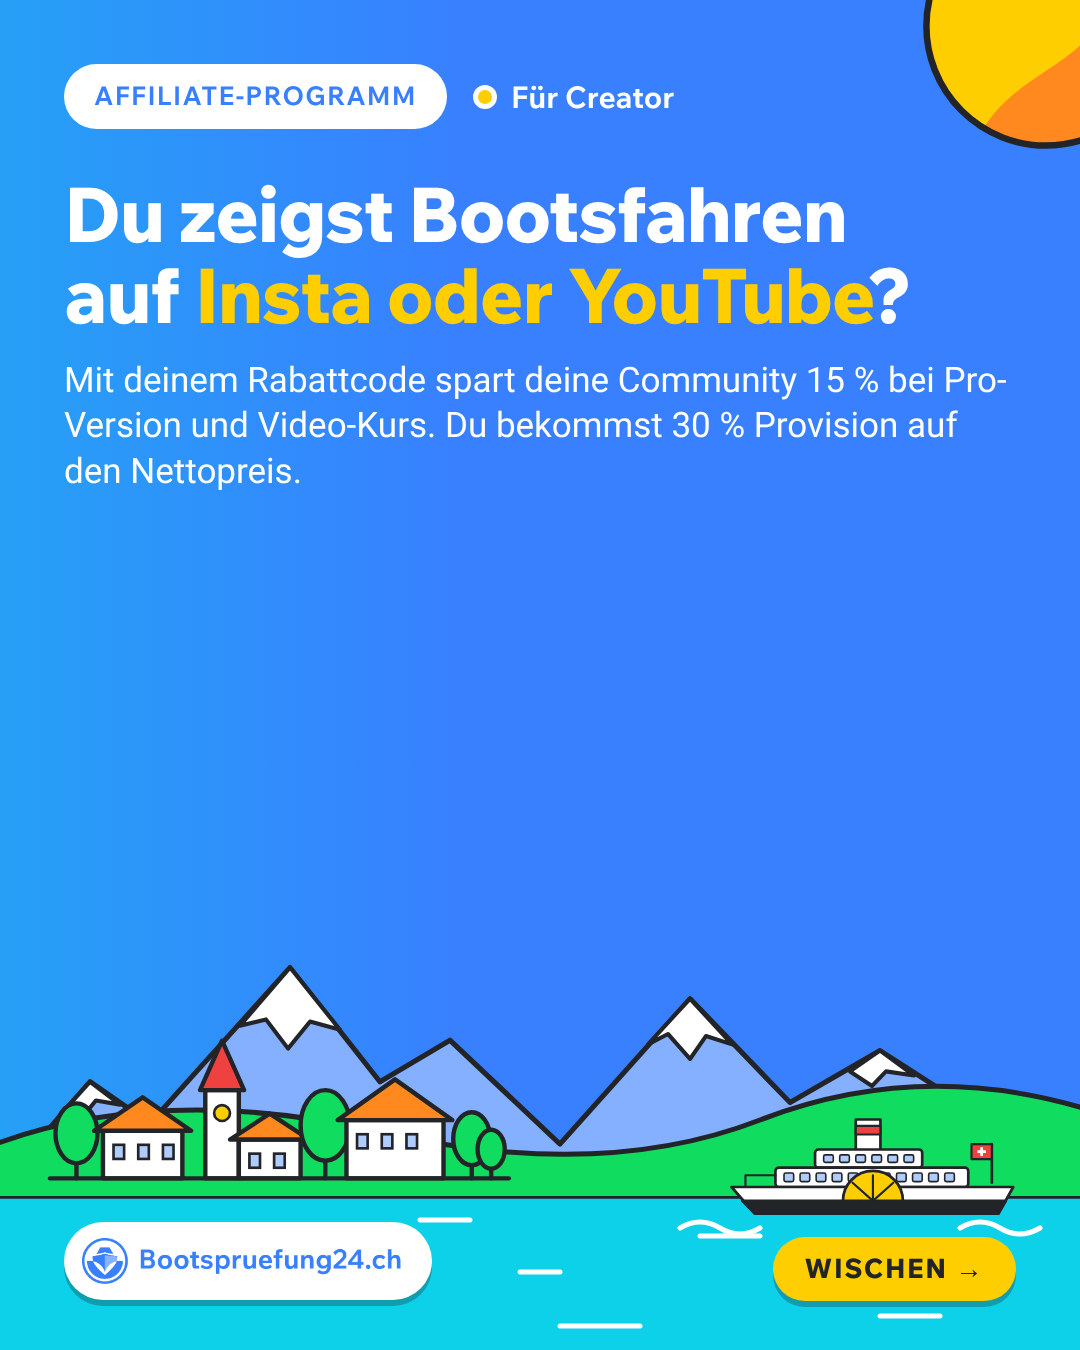 AFFILIATE-PROGRAMM
Für Creator
Du zeigst Bootsfahren
auf Insta oder YouTube?
Mit deinem Rabattcode spart deine Community 15 % bei Pro-
Version und Video-Kurs. Du bekommst 30 % Provision auf
den Nettopreis.
Bootspruefung24.ch
WISCHEN →